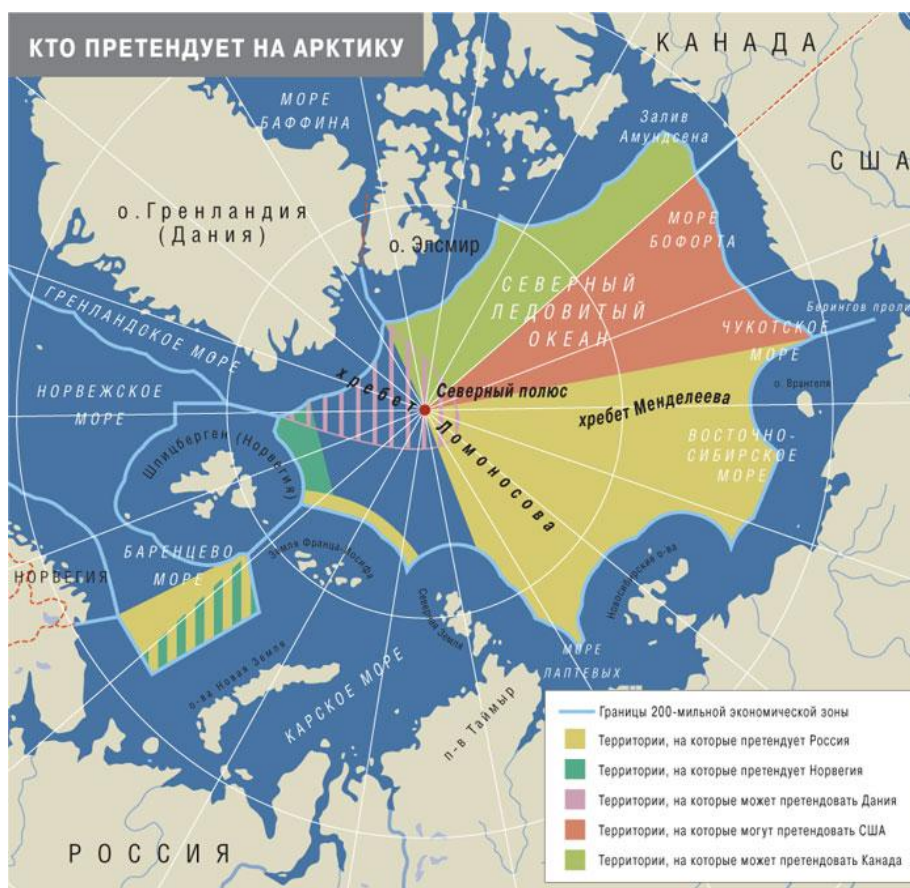 КТО ПРЕТЕНДУЕТ НА АРКТИКУ
КАНАДА
МОРЕ
БАФФИНА
Залив
Амундсена
США
о. Гренландия
(Дания)
о. Элсмир
МОРЕ
БОФОРТА
СЕВЕРНЫЙ
ЛЕДОВИТЫЙ
ОКЕАН
Берингов проли
ГРЕНЛАНДСКОЕ МОРЕ
ЧУКОТСКОЕ
МОРЕ
хребет
Северный полюс
о. Врангеля
НОРВЕЖСКОЕ
МОРЕ
хребет Менделеева
Ломоносова
ВОСТОЧНО-
СИБИРСКОЕ
МОРЕ
Шпицберген (Норвегия)
БАРЕНЦЕВО
МОРЕ
НОРВЕГИЯ
Земля Франца-Иосифа
Новосибирские о-ва
Северная Земля
о-ва Новая Земля
МОРЕ
ЛАПТЕВЫХ
КАРСКОЕ МОРЕ
п-в Таймыр
РОССИЯ
Границы 200-мильной экономической зоны
Территории, на которые претендует Россия
Территории, на которые претендует Норвегия
Территории, на которые может претендовать Дания
Территории, на которые могут претендовать США
Территории, на которые может претендовать Канада